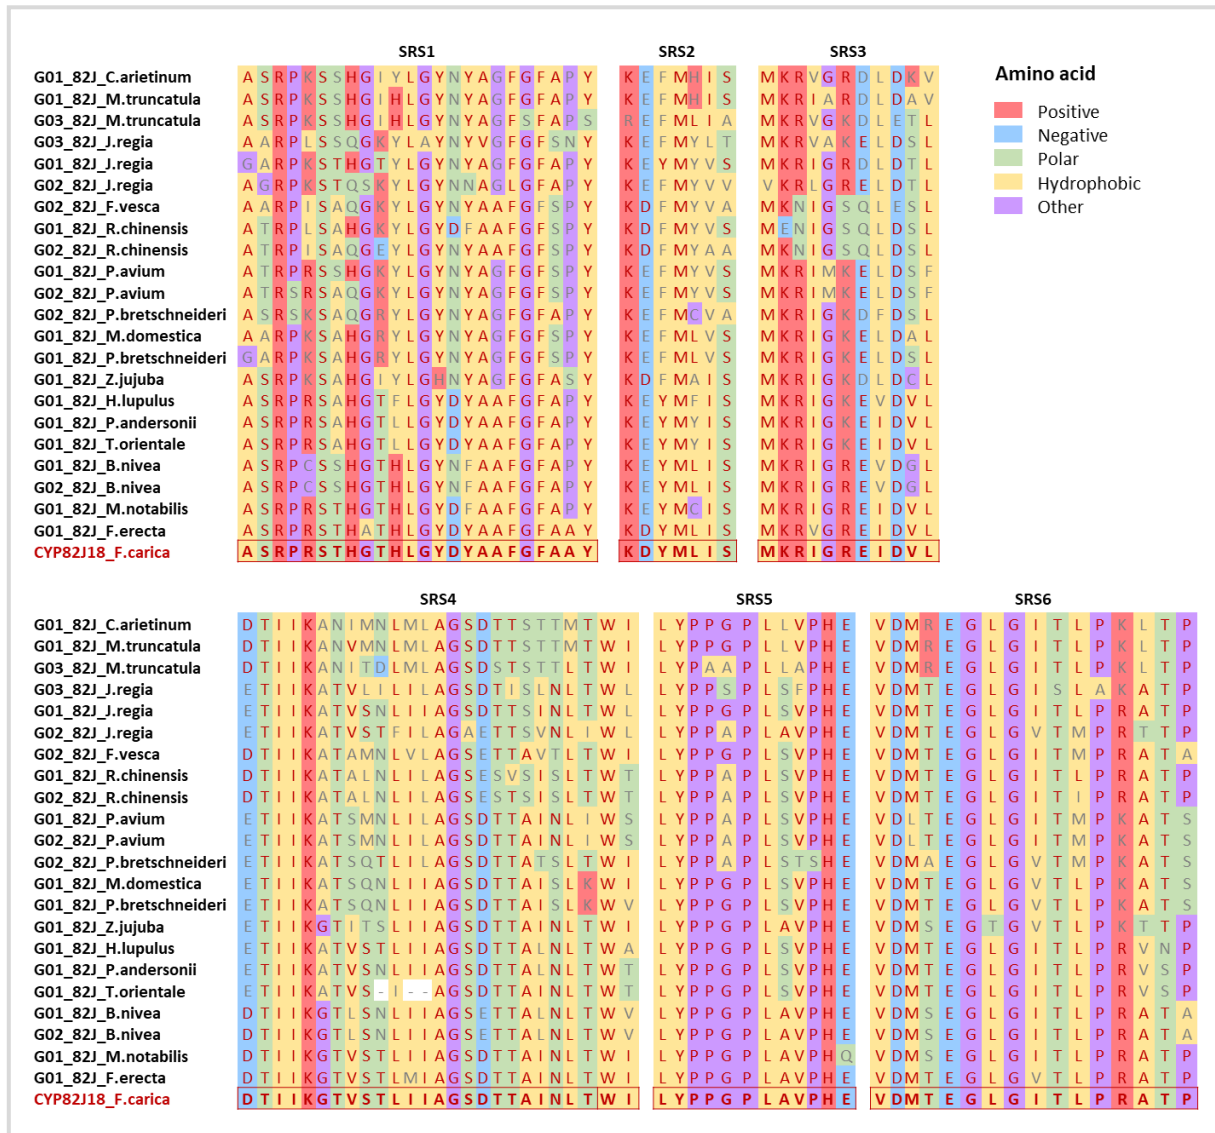 SRS1 SRS2 SRS3
G01_82J_C.arietinum ASRPKSSHGIYLGYNYAGFGFAPY KEFMHIS MKRVGRDLDKV
G01_82J_M.truncatula ASRPKSSHGIHLGYNYAGFGFAPY KEFMHIS MKRIARDLDAV
G03_82J_M.truncatula ASRPKSSHGIHLGYNYAGFSFAPS REFMLIA MKRVGKDLETL
G03_82J_J.regia AARPLSSQGKYLAYNYVGFGFSNY KEFMYLT MKRVAKELDSL
G01_82J_J.regia GARPKSTHGTYLGYNYAGFGFAPY KEYMYVS MKRIGRDLDTL
G02_82J_J.regia AGRPKSTQSKYLGYNNAGLGFAPY KEYMYVV VKRLGRELDTL
G02_82J_F.vesca AARPISAQGKYLGYNYAAFGFSPY KDFMYVA MKNIGSQLESL
G01_82J_R.chinensis ATRPLSAHGKYLGYDFAAFGFSPY KDFMYVA MENIGSQLDSL
G02_82J_R.chinensis ATRPISAQGEYLGYNYAAFGFSPY KDFMYAA MKNIGSQLDSL
G01_82J_P.avium ATRPRSSHGKYLGYNYAGFGFSPY KEFMYVS MKRIMKELDSF
G02_82J_P.avium ATRSRSAQGKYLGYNYAGFGFSPY KEFMYVS MKRIMKELDSF
G02_82J_P.bretschneideri ASRSKSAQGRYLGYNYAGFGFAPY KEFMCVA MKRIGKDFDSL
G01_82J_M.domestica AARPKSAHGRYLGYNYAGFGFSPY KEFMLVS MKRIGKELDAL
G01_82J_P.bretschneideri GARPKSAHGRYLGYNYAGFGFSPY KEFMLVS MKRIGKELDSL
G01_82J_Z.jujuba ASRPKSAHGIYLGHNYAGFGFASY KDFMAIS MKRIGKDLDCL
G01_82J_H.lupulus ASRPRSAHGTFLGYDYAAFGFAPY KEYMFIS MKRIGKEVDVL
G01_82J_P.andersonii ASRPRSAHGTLLGYDYAAFGFAPY KEYMYIS MKRIGKEIDVL
G01_82J_T.orientale ASRPRSAHGTLLGYDYAAFGFAPY KEYMYIS MKRIGKEIDVL
G01_82J_B.nivea ASRPCSSHGTHLGYNFAAFGFAPY KEYMLIS MKRIGREVDGL
G02_82J_B.nivea ASRPCSSHGTHLGYNFAAFGFAPY KEYMLIS MKRIGREVDGL
G01_82J_M.notabilis ASRPRSTHGTHLGYDFAAFGFAPY KEYMCIS MKRIGREIDVL
G01_82J_F.erecta ASRPRSTHATHLGYDYAAFGFAAY KDYMLIS MKRVGREIDVL
CYP82J18_F.carica ASRPRSTHGTHLGYDYAAFGFAAY KDYMLIS MKRIGREIDVL
Amino acid
Positive
Negative
Polar
Hydrophobic
Other
SRS4 SRS5 SRS6
G01_82J_C.arietinum DTIIKANIMNLMLAGSDTTSTTMTWI LYPPGPLLVPHE VDMREGLGITLPKLTP
G01_82J_M.truncatula DTIIKANVMNLMLAGSDTTSTTMTWI LYPPGPLLVPHE VDMREGLGITLPKLTP
G03_82J_M.truncatula DTIIKANITDLMLAGSDTSTTLTWI LYPAAPLLAPHE VDMREGLGITLPKLTP
G03_82J_J.regia ETIIKATVLILILAGSDTISLNLTWL LYPPSPLSFPHE VDMTEGLGISLAKATP
G01_82J_J.regia ETIIKATVSNLIIAGSDTTSINLTWL LYPPGPLSVPHE VDMTEGLGITLPRATP
G02_82J_J.regia ETIIKATVSTFILAGAETTSVNLIWL LYPPAPLAVPHE VDMTEGLGVTMPRTTP
G02_82J_F.vesca DTIIKATAMNLVLAGSETTAVTLTWI LYPPGPLSVPHE VDMTEGLGITMPRATA
G01_82J_R.chinensis DTIIKATALNLILAGSESVSISLTWT LYPPAPLSVPHE VDMTEGLGITLPRATP
G02_82J_R.chinensis DTIIKATALNLILAGSESTSISLTWT LYPPAPLSVPHE VDMTEGLGITIPRATP
G01_82J_P.avium ETIIKATSMNLILAGSDTTAINLIWS LYPPAPLSVPHE VDLTEGLGITMPKATS
G02_82J_P.avium ETIIKATSMNLILAGSDTTAINLIWS LYPPAPLSVPHE VDLTEGLGITMPKATS
G02_82J_P.bretschneideri ETIIKATSQTLILAGSDTTATSLTWI LYPPAPLSTSHE VDMAEGLGVTMPKATS
G01_82J_M.domestica ETIIKATSQNLIIAGSDTTAISLKWI LYPPGPLSVPHE VDMTEGLGVTLPKATS
G01_82J_P.bretschneideri ETIIKATSQNLIIAGSDTTAISLKWV LYPPGPLSVPHE VDMTEGLGVTLPKATS
G01_82J_Z.jujuba ETIIKGTITSLIIAGSDTTAINLTWI LYPPGPLAVPHE VDMSEGTGVTLPKTTP
G01_82J_H.lupulus ETIIKATVSTLIIAGSDTTALNLTWA LYPPGPLSVPHE VDMTEGLGITLPRVNP
G01_82J_P.andersonii ETIIKATVSNLIIAGSDTTALNLTWT LYPPGPLSVPHE VDMTEGLGITLPRVSP
G01_82J_T.orientale ETIIKATVS-I--AGSDTTAINLTWT LYPPGPLSVPHE VDMTEGLGITLPRVSP
G01_82J_B.nivea DTIIKGTLSNLIIAGSETTALNLTWV LYPPGPLAVPHE VDMSEGLGITLPRATA
G02_82J_B.nivea DTIIKGTLSNLIIAGSETTALNLTWV LYPPGPLAVPHE VDMSEGLGITLPRATA
G01_82J_M.notabilis DTIIKGTVSTLIIAGSDTTAINLTWI LYPPGPLAVPHQ VDMSEGLGITLPRATP
G01_82J_F.erecta DTIIKGTVSTLMIAGSDTTAINLTWI LYPPGPLAVPHE VDMTEGLGVTLPRATP
CYP82J18_F.carica DTIIKGTVSTLIIAGSDTTAINLTWI LYPPGPLAVPHE VDMTEGLGITLPRATP